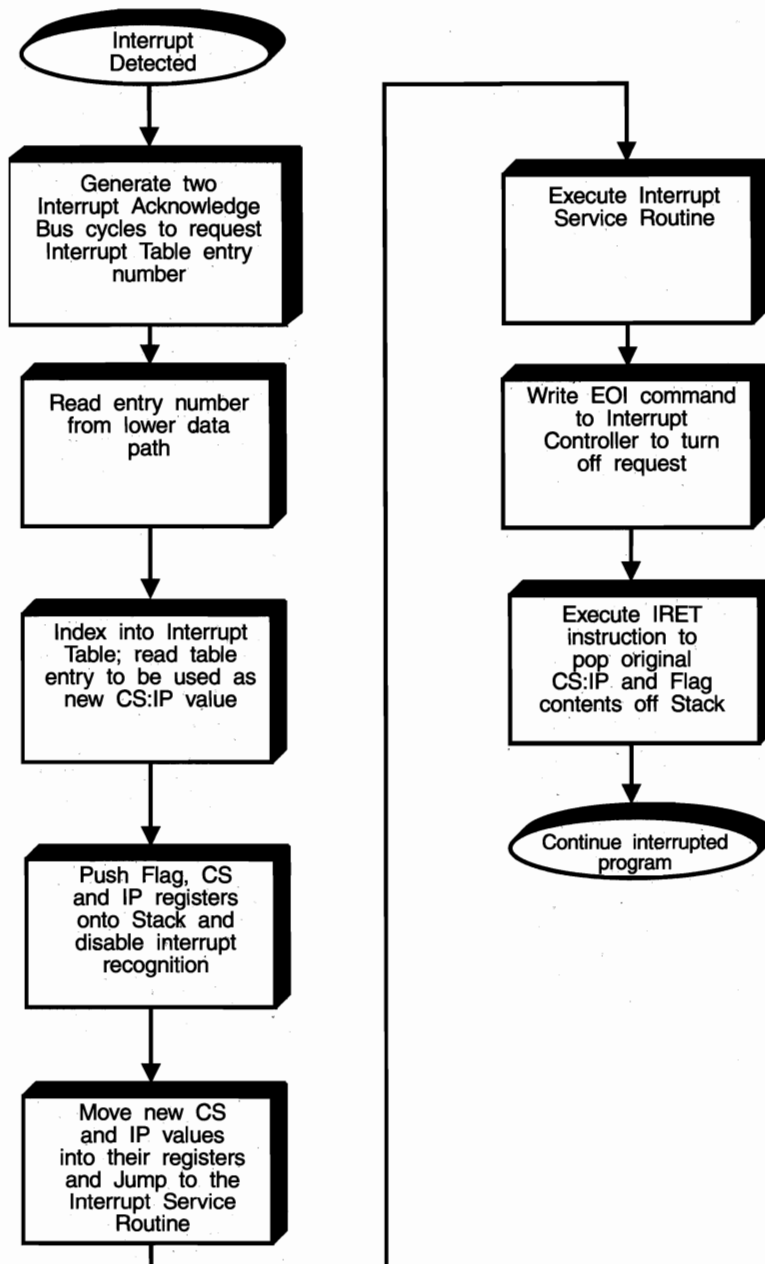 Interrupt
Detected
Generate two
Interrupt Acknowledge
Bus cycles to request
Interrupt Table entry
number
Read entry number
from lower data
path
Index into Interrupt
Table; read table
entry to be used as
new CS:IP value
Push Flag, CS
and IP registers
onto Stack and
disable interrupt
recognition
Move new CS
and IP values
into their registers
and Jump to the
Interrupt Service
Routine
Execute Interrupt
Service Routine
Write EOI command
to Interrupt
Controller to turn
off request
Execute IRET
instruction to
pop original
CS:IP and Flag
contents off Stack
Continue interrupted
program